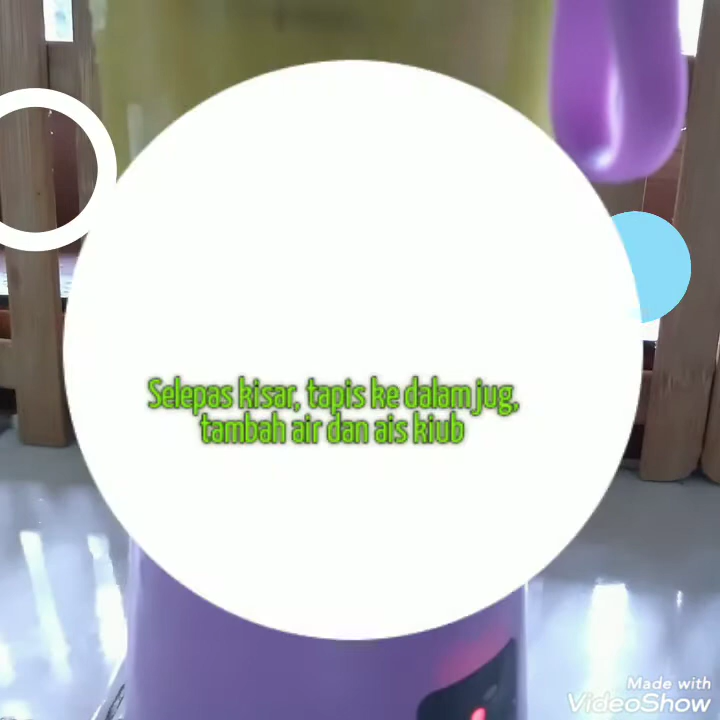 Selepas kisar, tapis ke dalam jug,
tambah air dan ais kiub
Made with
VideoShow